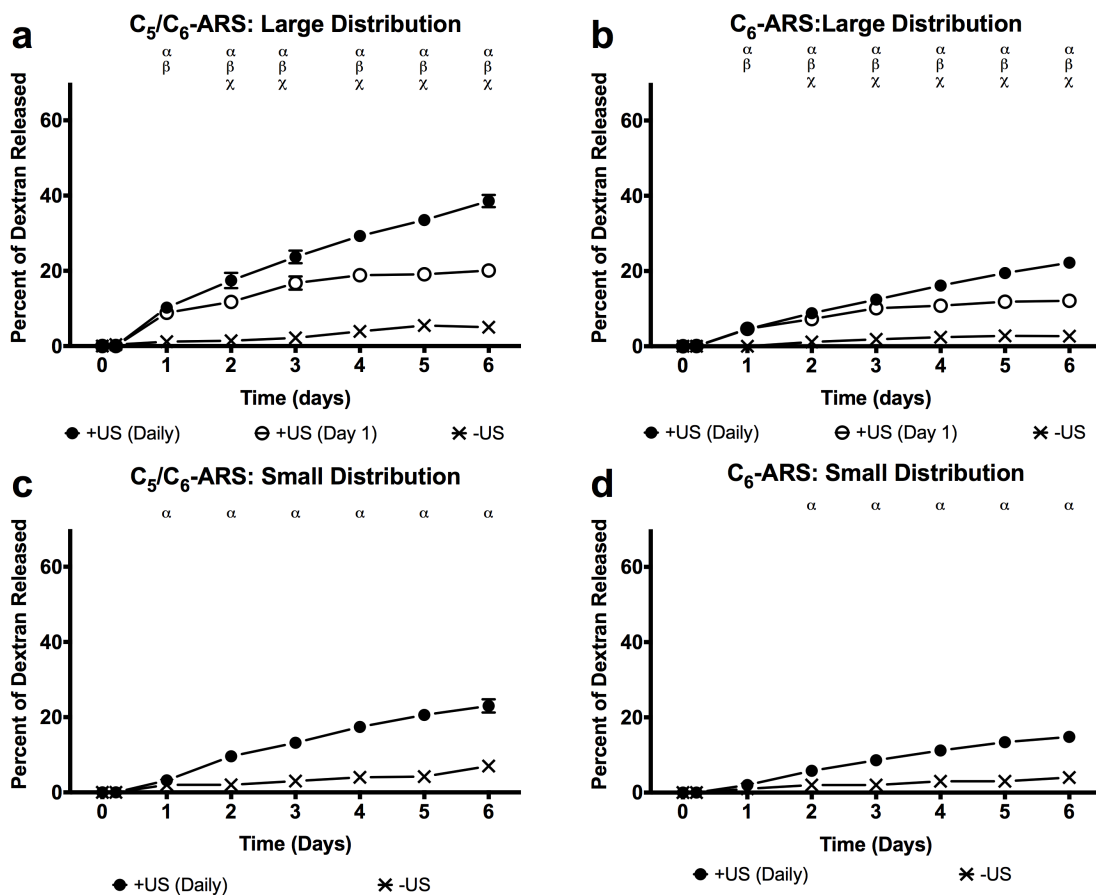 a
C5/C6-ARS: Large Distribution
α α α α α α
β β β β β β
χ χ χ χ χ
Percent of Dextran Released
60
40
20
0
0 1 2 3 4 5 6
Time (days)
+US (Daily) +US (Day 1) -US
b
C6-ARS:Large Distribution
α α α α α α
β β β β β β
χ χ χ χ χ
Percent of Dextran Released
60
40
20
0
0 1 2 3 4 5 6
Time (days)
+US (Daily) +US (Day 1) -US
c
C5/C6-ARS: Small Distribution
α α α α α α
Percent of Dextran Released
60
40
20
0
0 1 2 3 4 5 6
Time (Days)
+US (Daily) -US
d
C6-ARS: Small Distribution
α α α α α
Percent of Dextran Released
60
40
20
0
0 1 2 3 4 5 6
Time (Days)
+US (Daily) -US